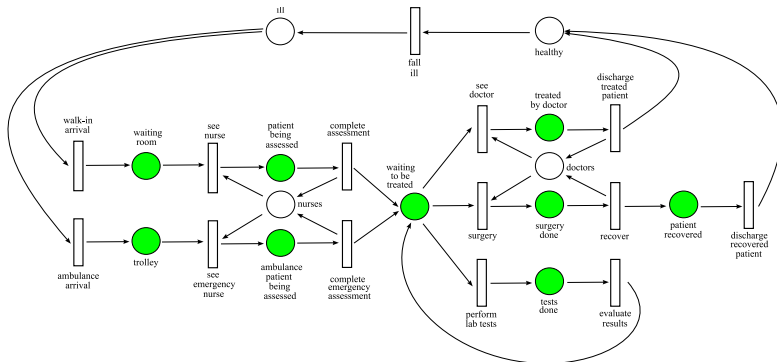 ill
healthy
fall
ill
see
doctor
treated
by doctor
discharge
treated
patient
walk-in
arrival
waiting
room
see
nurse
patient
being
assessed
complete
assessment
waiting
to be
treated
doctors
nurses
surgery
surgery
done
recover
patient
recovered
discharge
recovered
patient
ambulance
arrival
trolley
see
emergency
nurse
ambulance
patient
being
assessed
complete
emergency
assessment
perform
lab tests
tests
done
evaluate
results